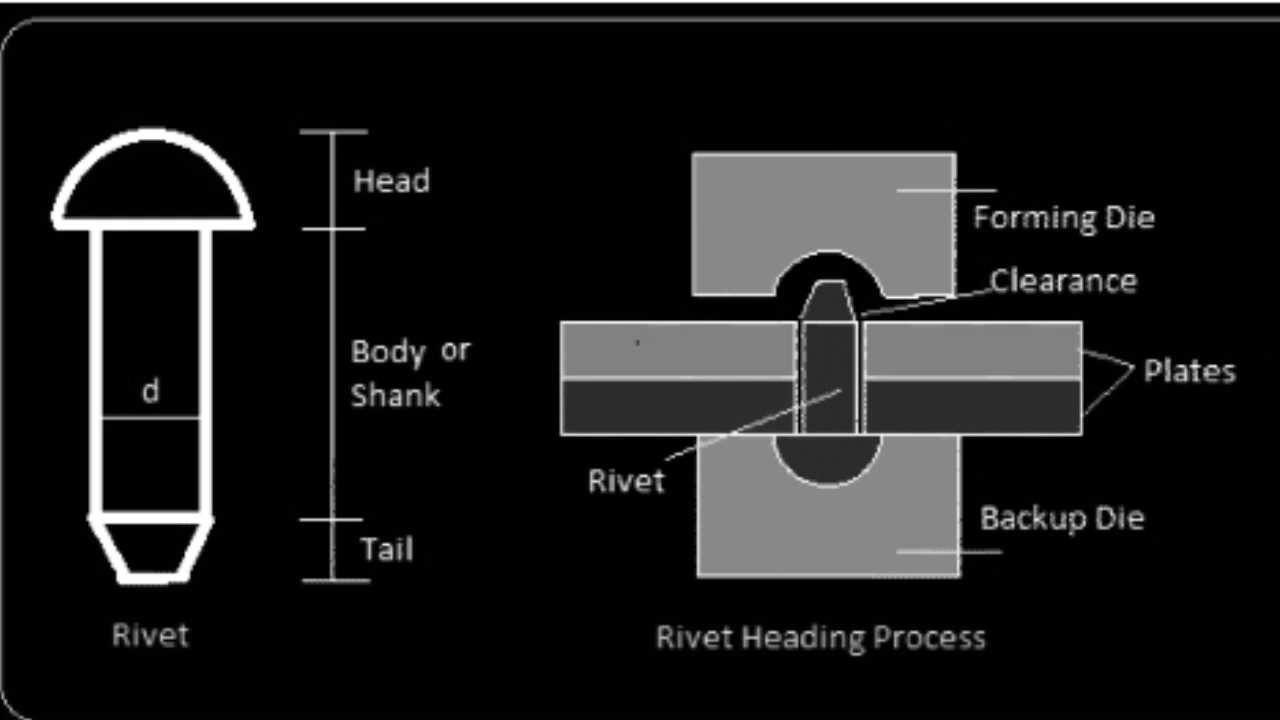 Head
Body or
Shank
d
Tail
Rivet
Forming Die
Clearance
Plates
Rivet
Backup Die
Rivet Heading Process